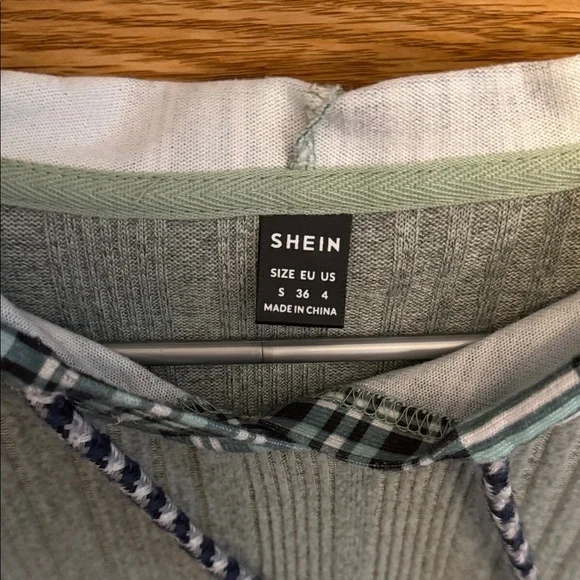 SHEIN
SIZE EU US
S 36 4
MADE IN CHINA